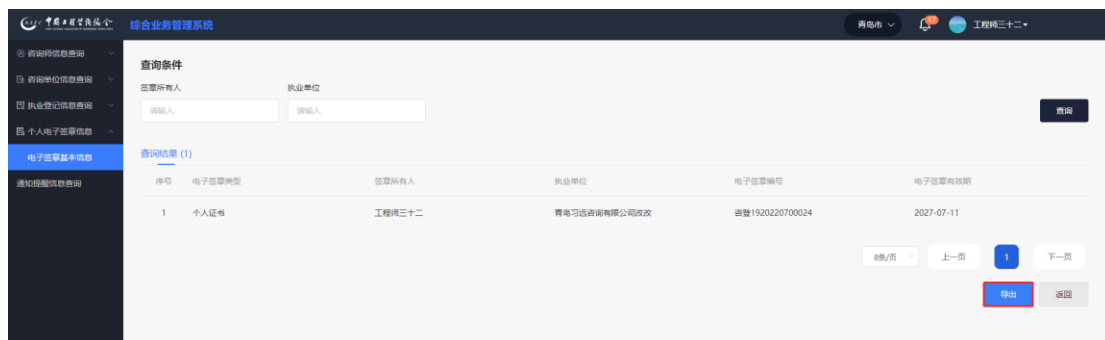 中国工程咨询协会
综合业务管理系统
青岛市
17
工程师三十二
咨询师信息查询
咨询单位信息查询
执业登记信息查询
个人电子签章信息
电子签章基本信息
通知提醒信息查询
查询条件
签章所有人 执业单位
请输入 请输入 查询
查询结果 (1)
序号 电子签章类型 签章所有人 执业单位 电子签章编号 电子签章有效期
1 个人证书 工程师三十二 青岛习远咨询有限公司改改 咨登1920220700024 2027-07-11
8条/页 上一页 1 下一页
导出 返回